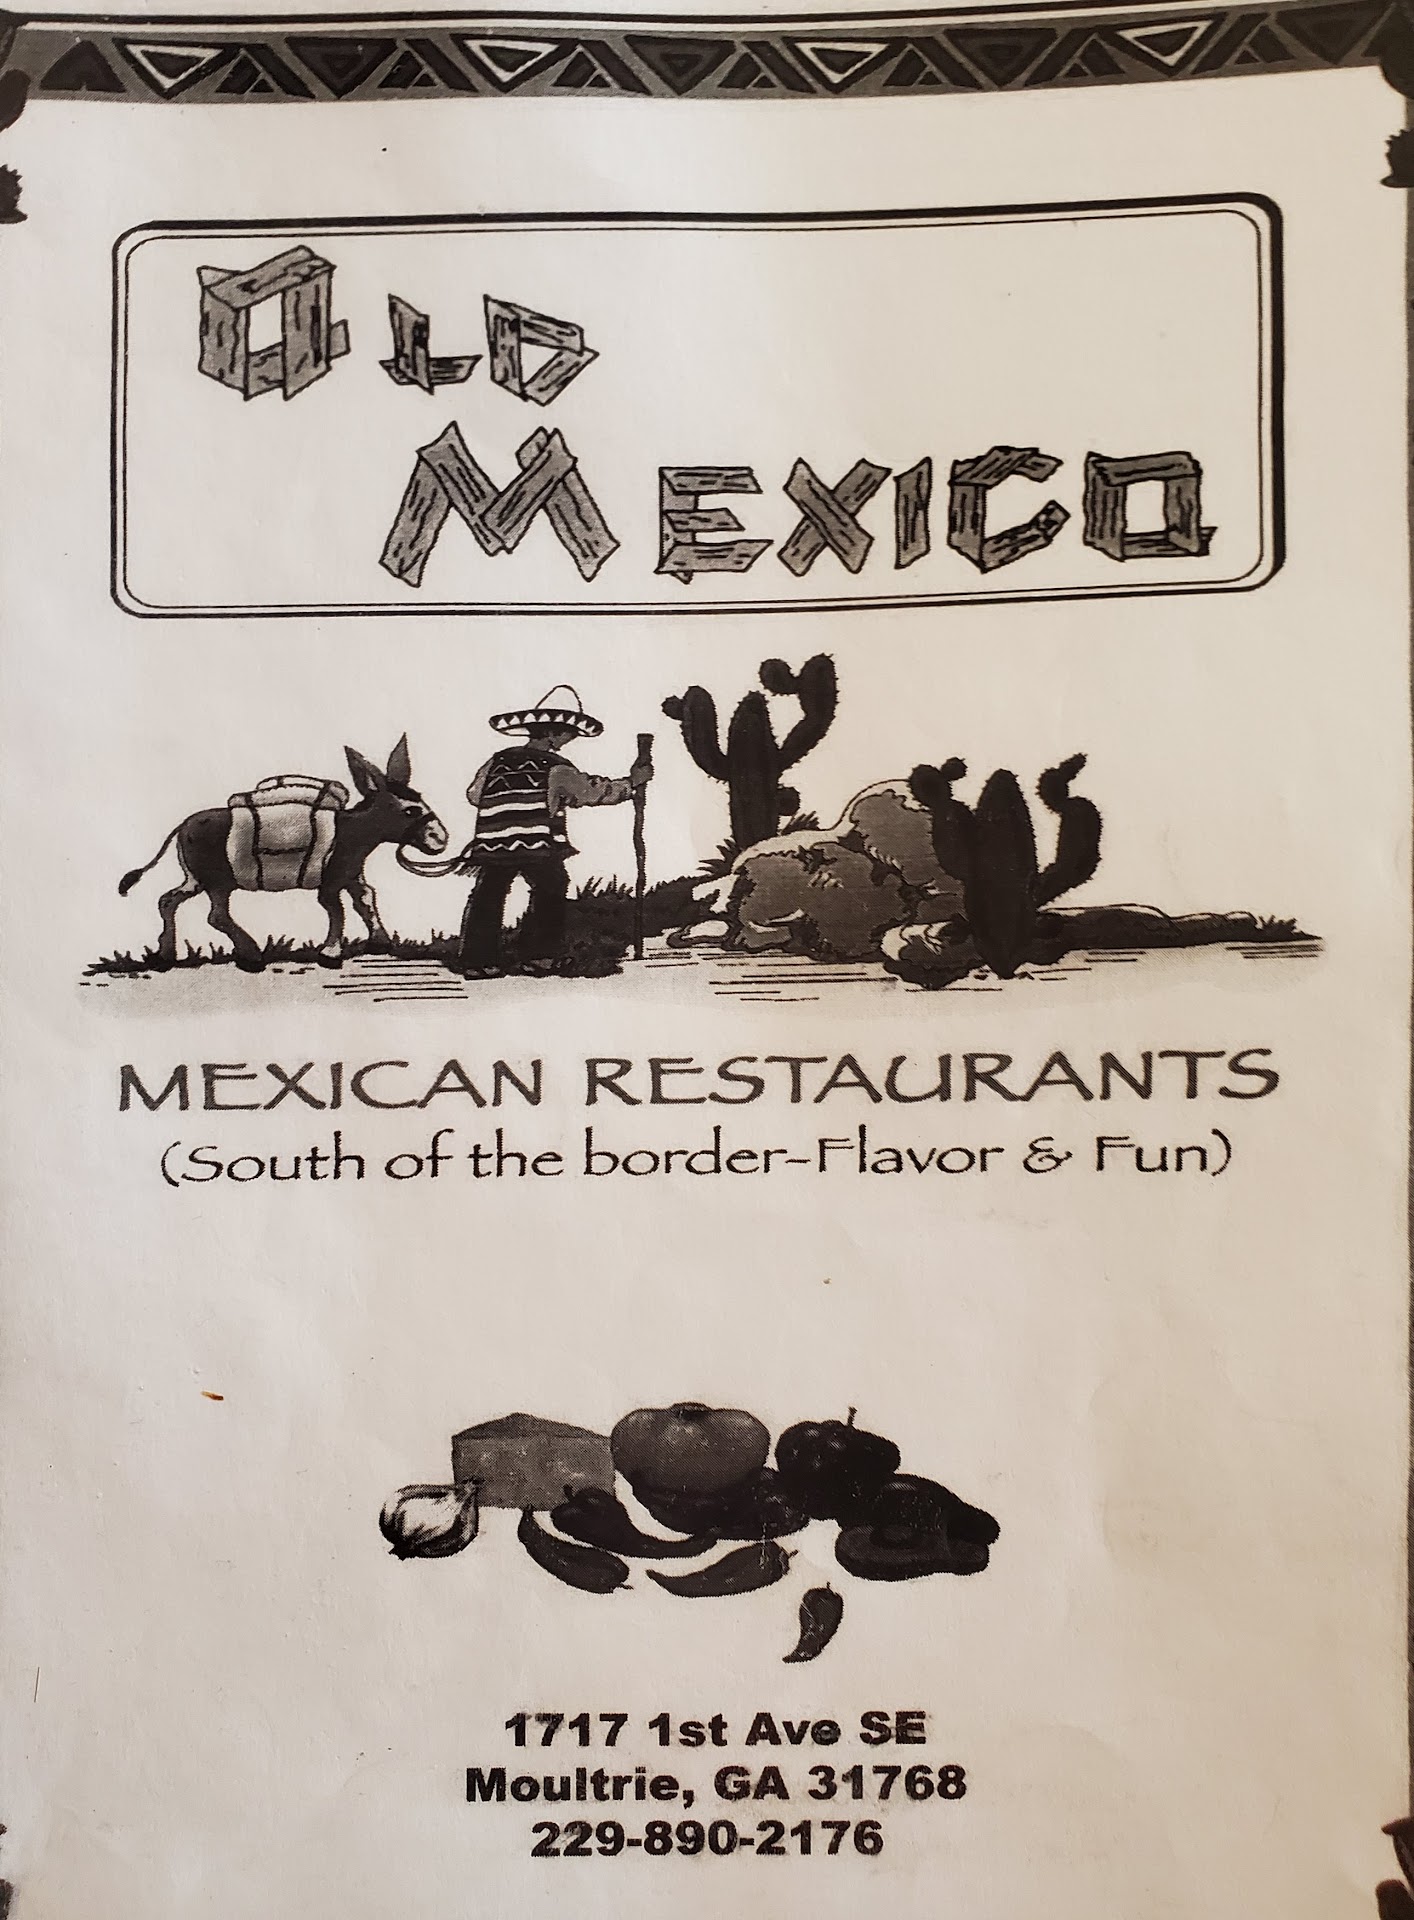 OLD
MEXICO
MEXICAN RESTAURANTS
(South of the border-Flavor & Fun)
1717 1st Ave SE
Moultrie, GA 31768
229-890-2176